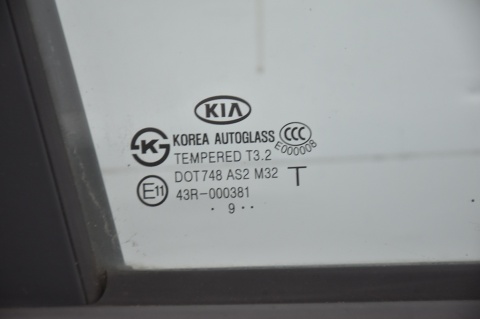 KIA
K KOREA AUTOGLASS CCC
E000008
TEMPERED T3.2
DOT748 AS2 M32 T
E11 43R-000381
· 9 ··